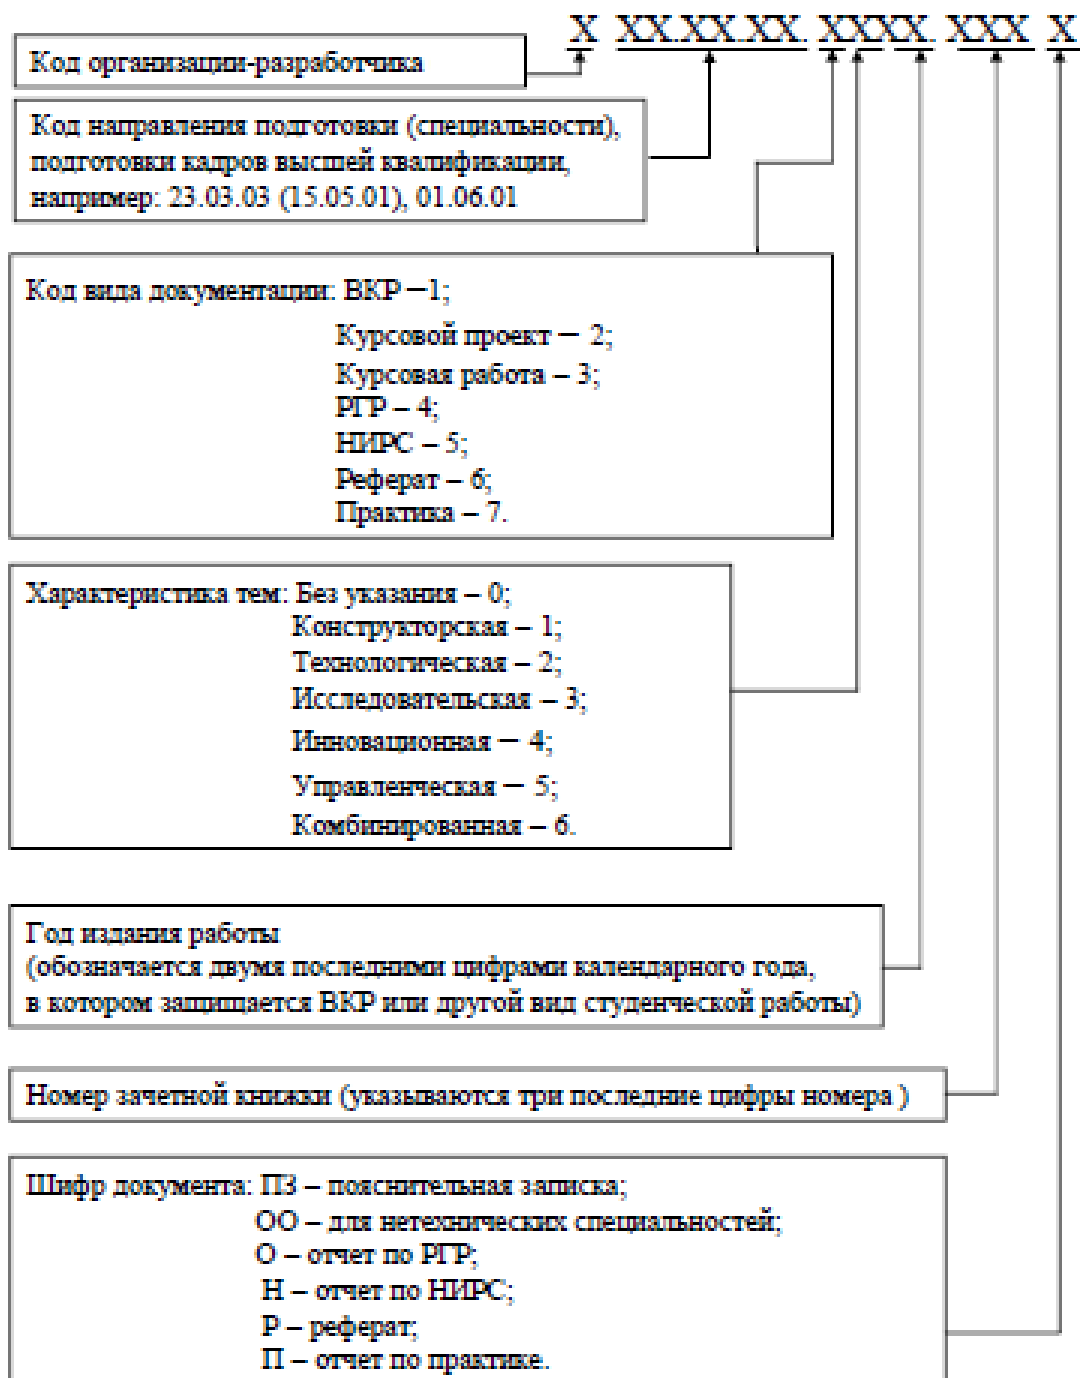 X XX.XX.XX. XXXX. XXX X
Код организации-разработчика
Код направления подготовки (специальности),
подготовки кадров высшей квалификации,
например: 23.03.03 (15.05.01), 01.06.01
Код вида документации: ВКР –1;
Курсовой проект – 2;
Курсовая работа – 3;
РГР – 4;
НИРС – 5;
Реферат – 6;
Практика – 7.
Характеристика тем: Без указания – 0;
Конструкторская – 1;
Технологическая – 2;
Исследовательская – 3;
Инновационная – 4;
Управленческая – 5;
Комбинированная – 6.
Год издания работы
(обозначается двумя последними цифрами календарного года,
в котором защищается ВКР или другой вид студенческой работы)
Номер зачетной книжки (указываются три последние цифры номера )
Шифр документа: ПЗ – пояснительная записка;
ОО – для нетехнических специальностей;
О – отчет по РГР;
Н – отчет по НИРС;
Р – реферат;
П – отчет по практике.